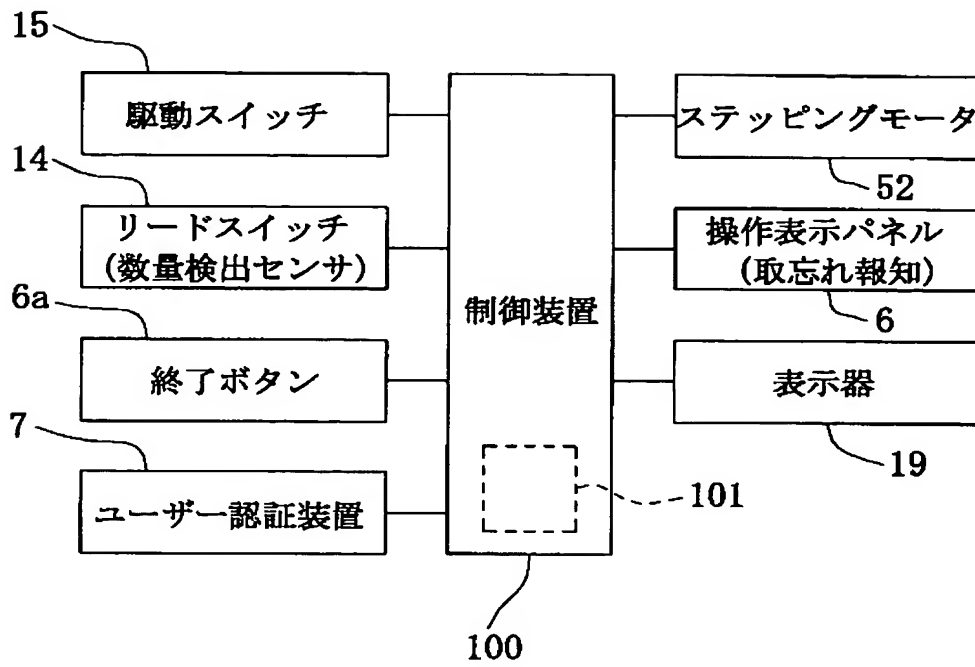 15
駆動スイッチ
14
リードスイッチ
(数量検出センサ)
6a
終了ボタン
7
ユーザー認証装置
制御装置
101
100
ステッピングモータ
52
操作表示パネル
(取忘れ報知)
6
表示器
19